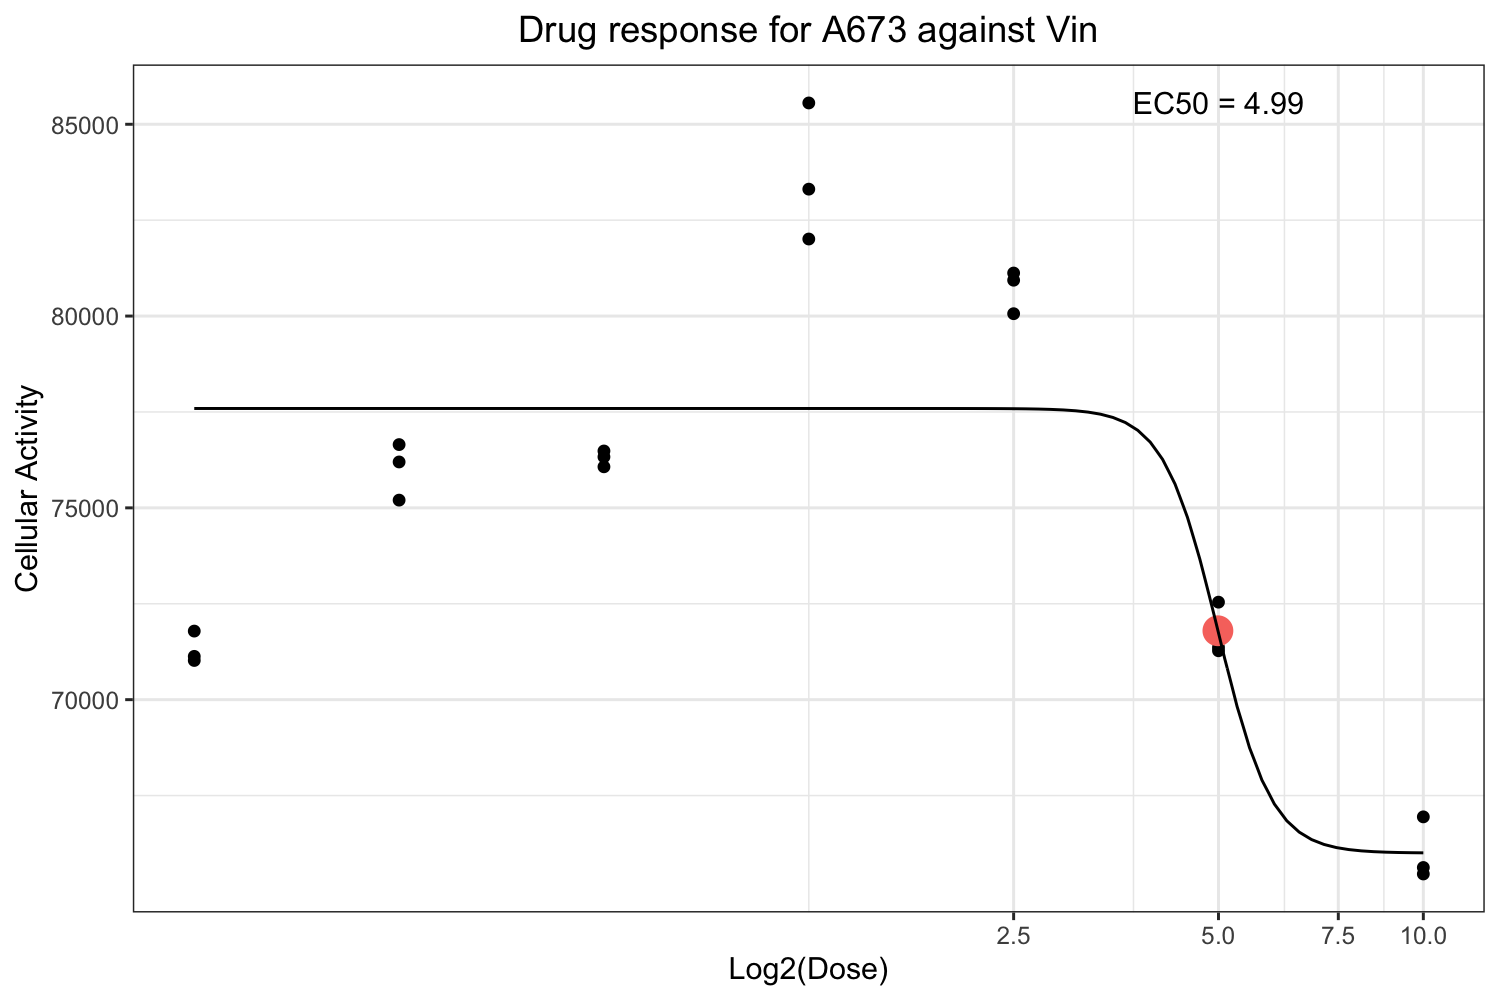 Drug response for A673 against Vin
EC50 = 4.99
85000
80000
75000
70000
Cellular Activity
2.5 5.0 7.5 10.0
Log2(Dose)